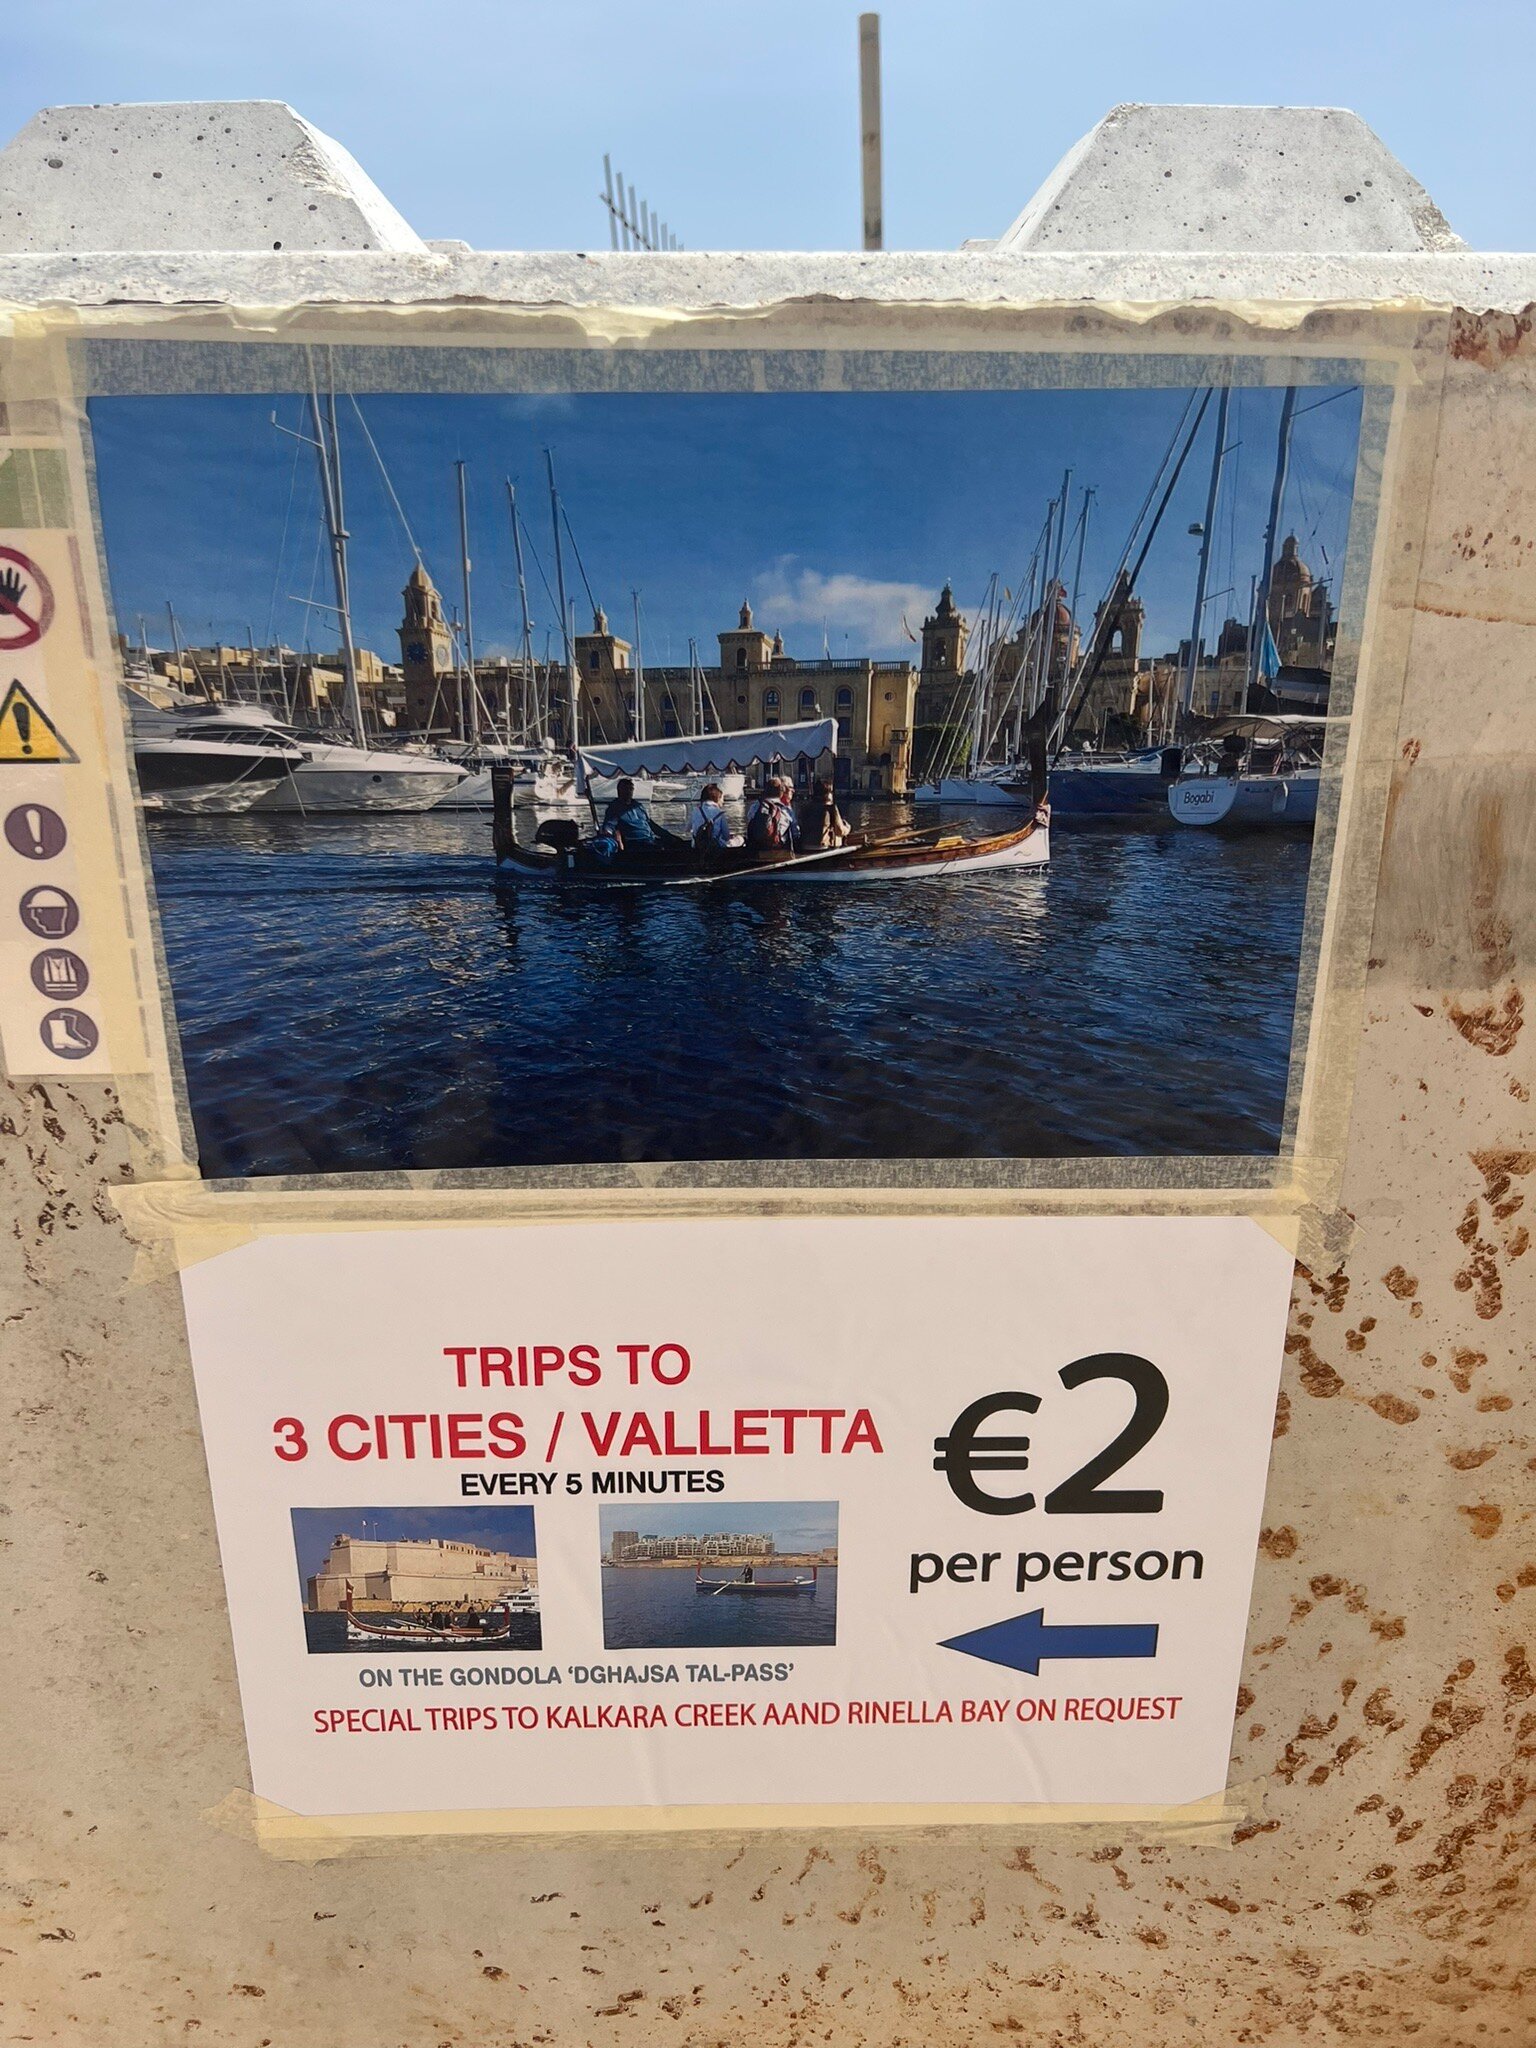 Bogabi
TRIPS TO
3 CITIES / VALLETTA
EVERY 5 MINUTES
€2
per person
ON THE GONDOLA 'DGHAJSA TAL-PASS'
SPECIAL TRIPS TO KALKARA CREEK AAND RINELLA BAY ON REQUEST